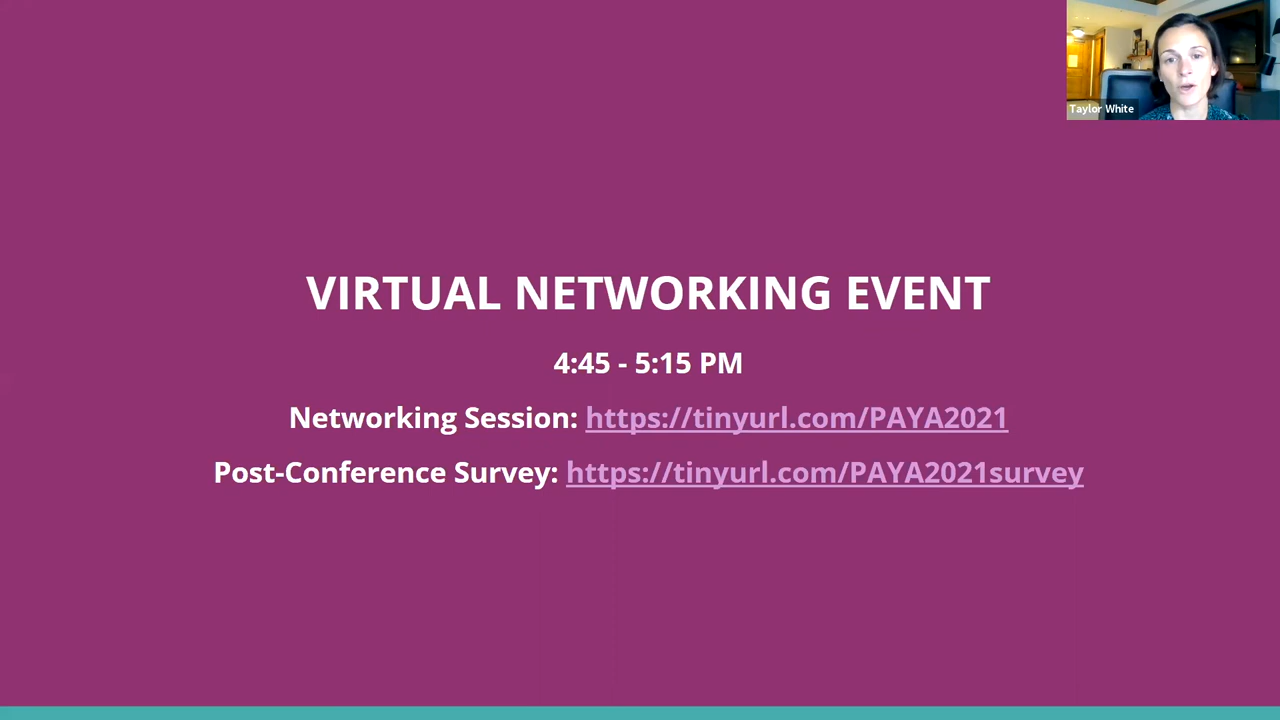 Taylor White
VIRTUAL NETWORKING EVENT
4:45 - 5:15 PM
Networking Session: https://tinyurl.com/PAYA2021
Post-Conference Survey: https://tinyurl.com/PAYA2021survey